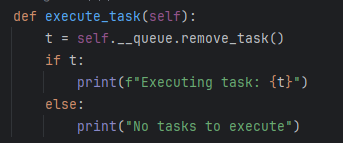 def execute_task(self):
    t = self.__queue.remove_task()
    if t:
        print(f"Executing task: {t}")
    else:
        print("No tasks to execute")